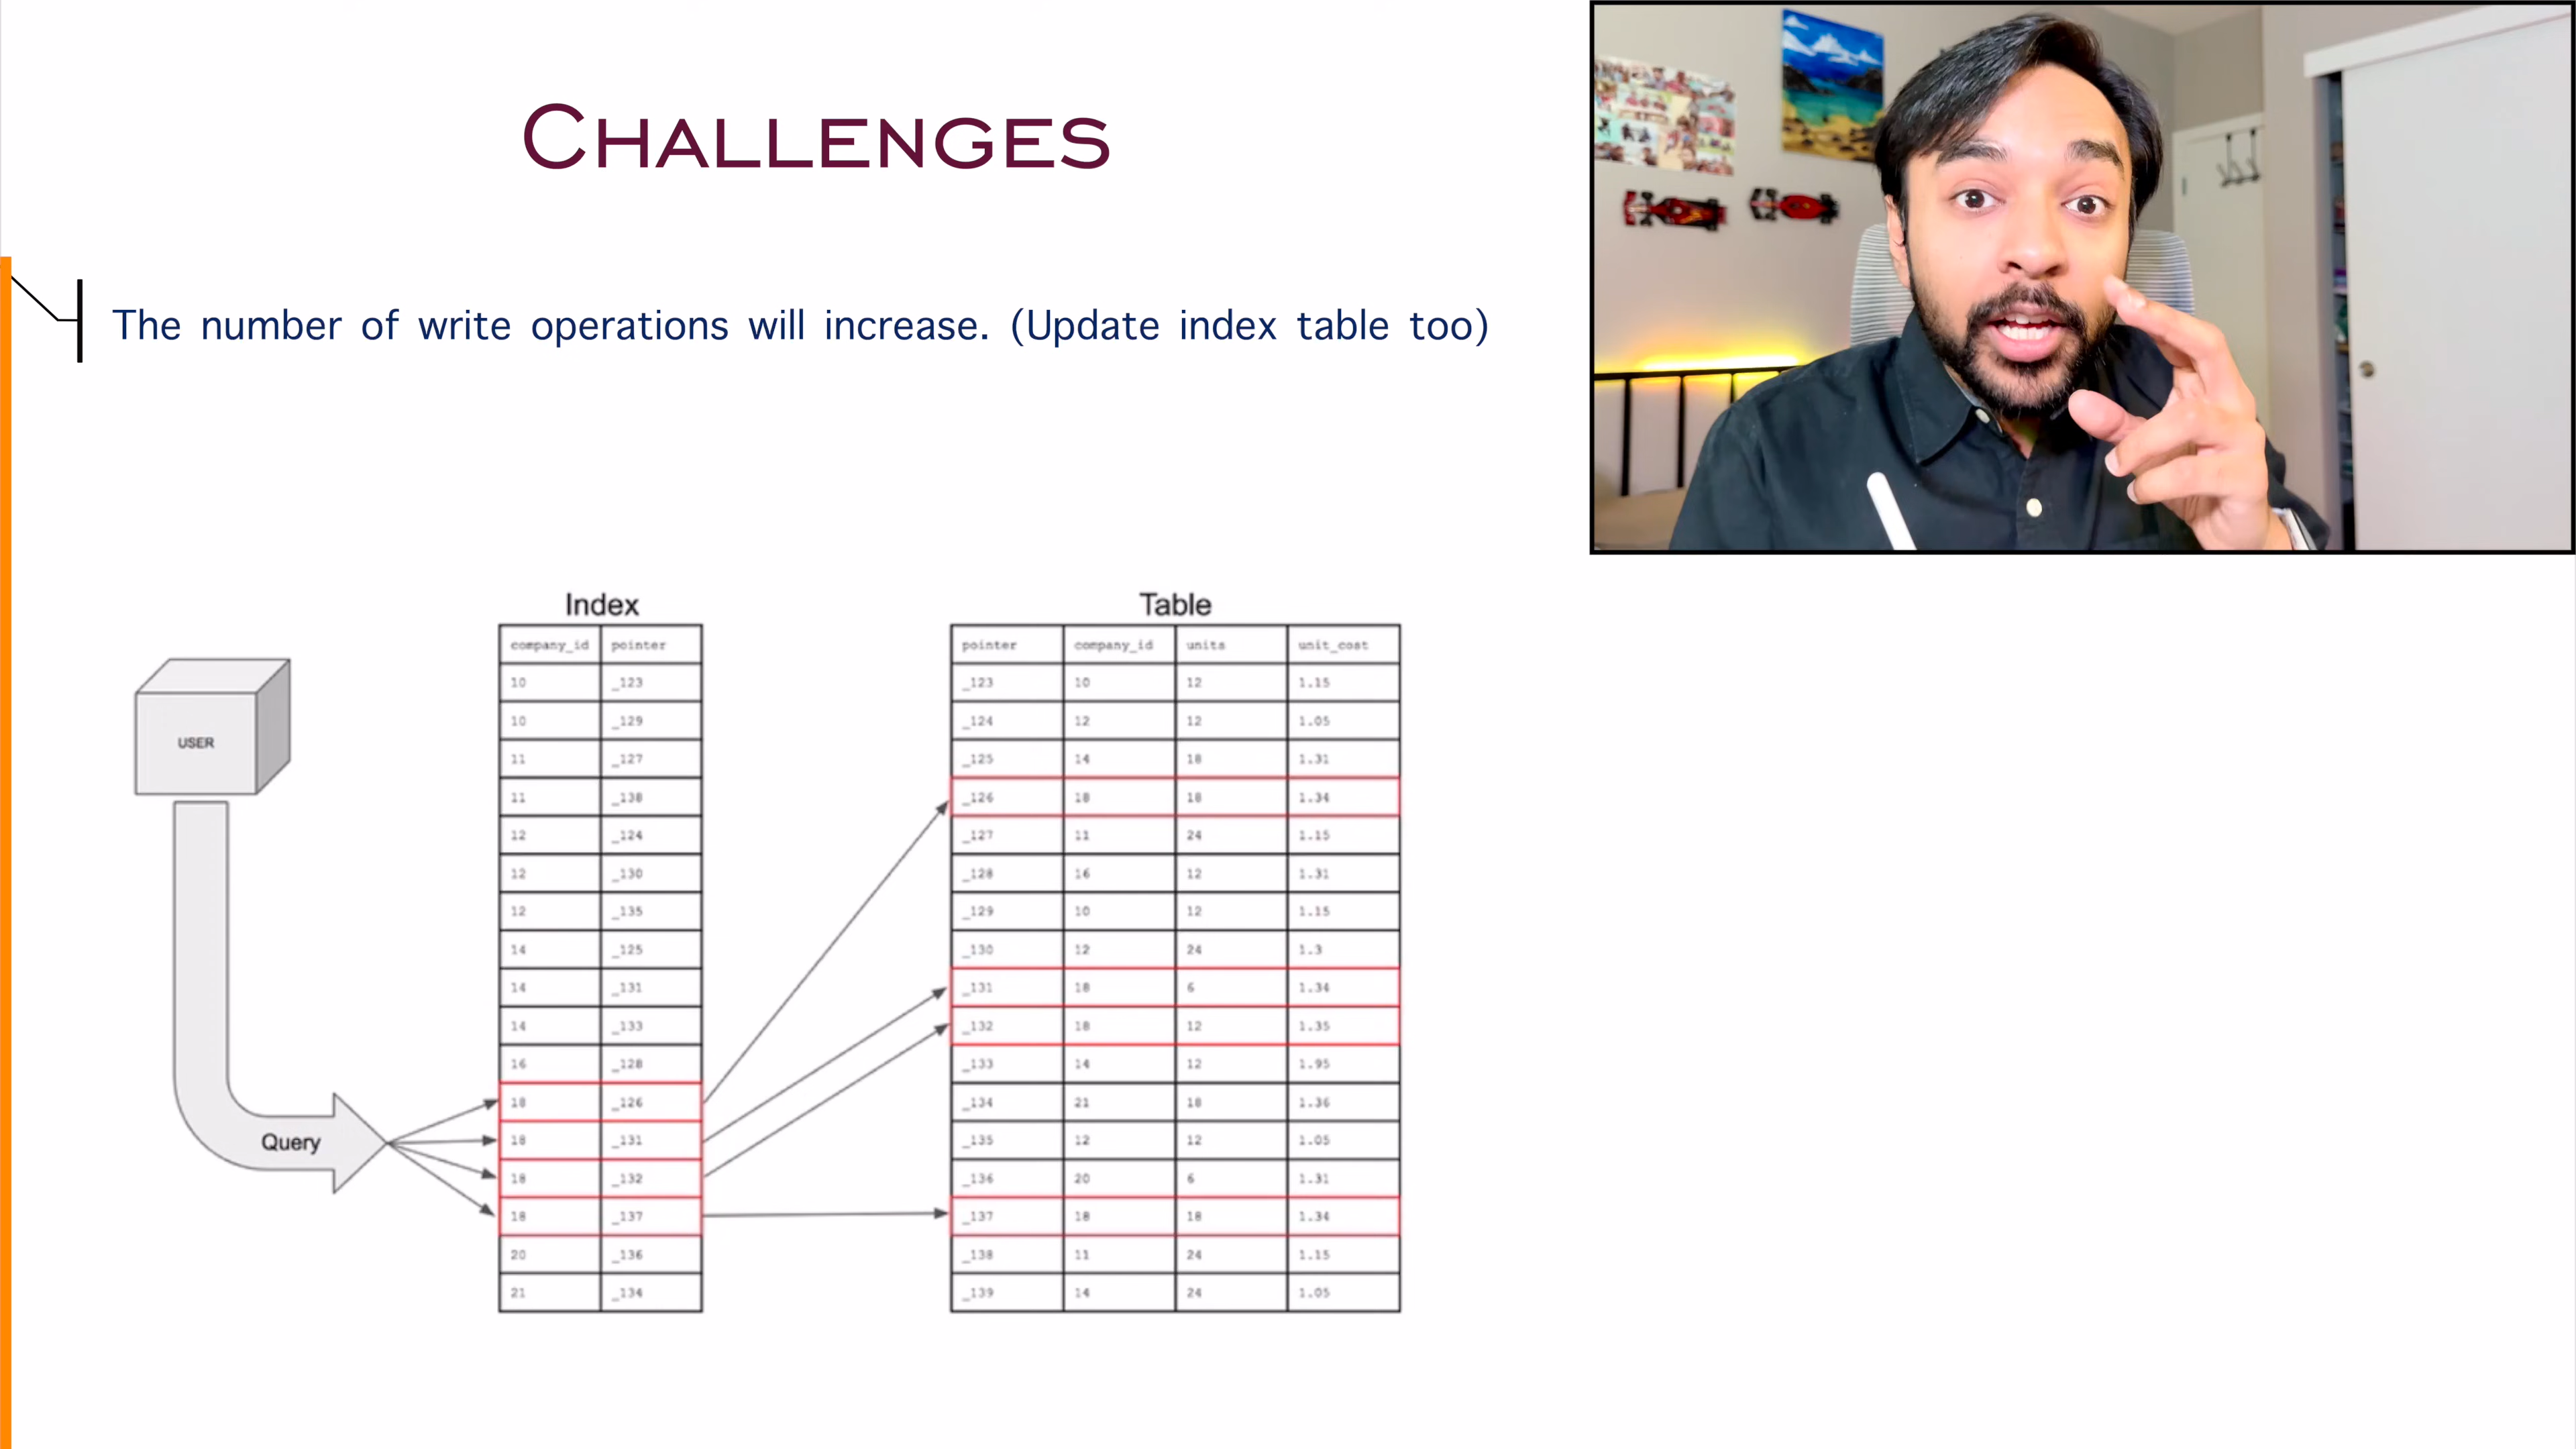 CHALLENGES
The number of write operations will increase. (Update index table too)
Index
company_id pointer
10 _123
10 _129
11 _127
11 _138
12 _124
12 _130
12 _135
14 _125
14 _131
14 _133
16 _128
18 _126
18 _131
18 _132
18 _137
20 _136
21 _134
Table
pointer company_id units unit_cost
_123 10 12 1.15
_124 12 12 1.05
_125 14 18 1.31
_126 18 18 1.34
_127 11 24 1.15
_128 16 12 1.31
_129 10 12 1.15
_130 12 24 1.3
_131 18 6 1.34
_132 18 12 1.35
_133 14 12 1.95
_134 21 18 1.36
_135 12 12 1.05
_136 20 6 1.31
_137 18 18 1.34
_138 11 24 1.15
_139 14 24 1.05
USER
Query